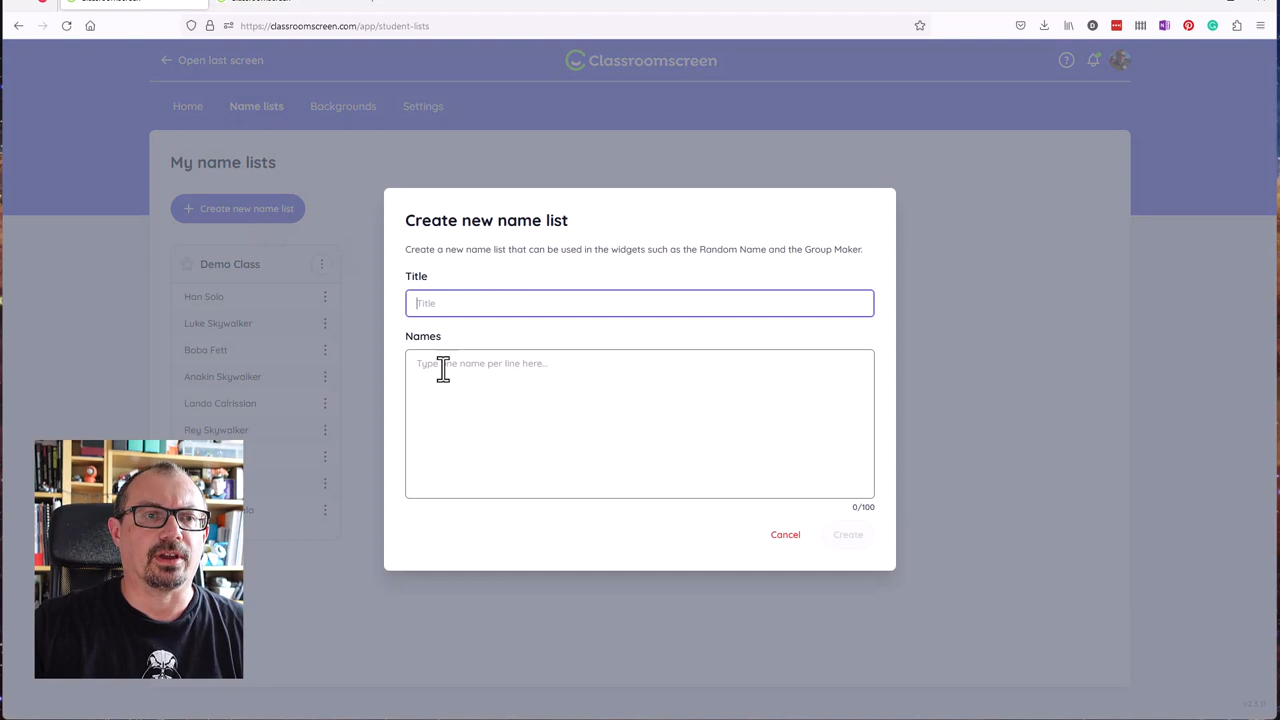 https://classroomscreen.com/app/student-lists
Open last screen
Classroomscreen
Home
Name lists
Backgrounds
Settings
My name lists
Create new name list
Demo Class
Han Solo
Luke Skywalker
Boba Fett
Anakin Skywalker
Lando Calrissian
Rey Skywalker
Create new name list
Create a new name list that can be used in the widgets such as the Random Name and the Group Maker.
Title
Title
Names
Type one name per line here...
0/100
Cancel
Create